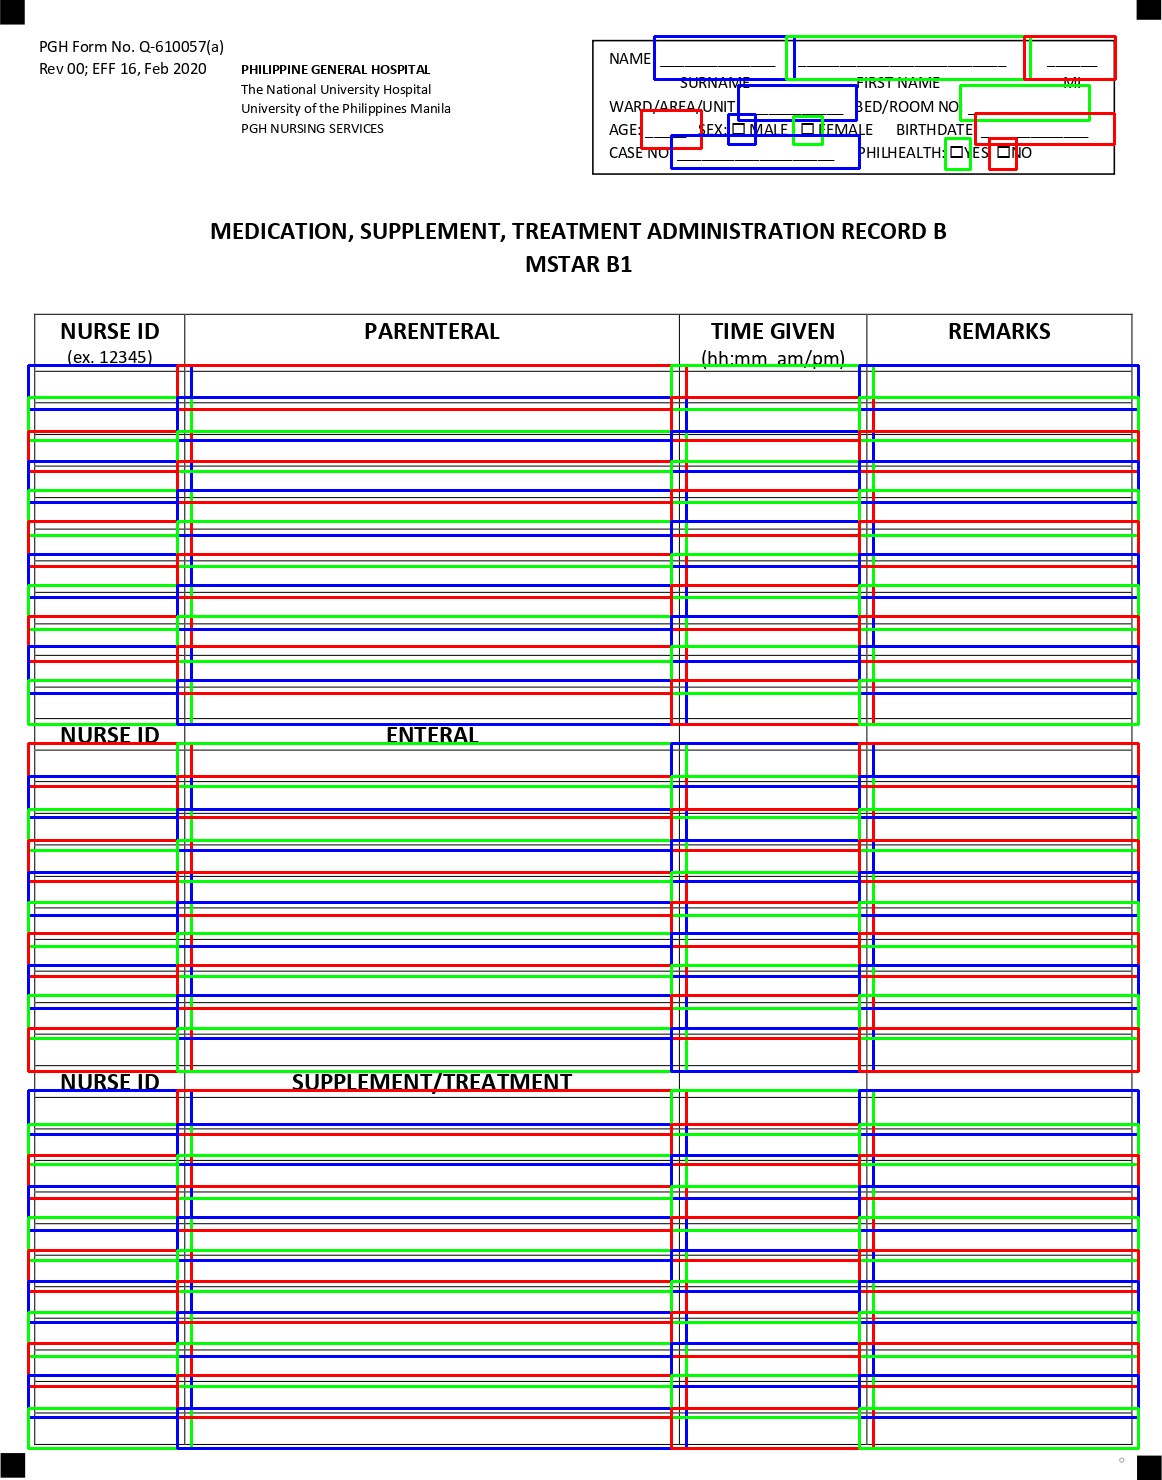 PGH Form No. Q-610057(a)
Rev 00; EFF 16, Feb 2020
PHILIPPINE GENERAL HOSPITAL
The National University Hospital
University of the Philippines Manila
PGH NURSING SERVICES
NAME ______________ _________________________ ______
SURNAME FIRST NAME MI
WARD/AREA/UNIT ____________ BED/ROOM NO: ____________
AGE: _____ SEX: ☐ MALE ☐ FEMALE BIRTHDATE ______________
CASE NO ___________________ PHILHEALTH: ☐YES ☐NO
MEDICATION, SUPPLEMENT, TREATMENT ADMINISTRATION RECORD B
MSTAR B1
NURSE ID PARENTERAL TIME GIVEN REMARKS
(ex. 12345) (hh:mm am/pm)
NURSE ID ENTERAL
NURSE ID SUPPLEMENT/TREATMENT